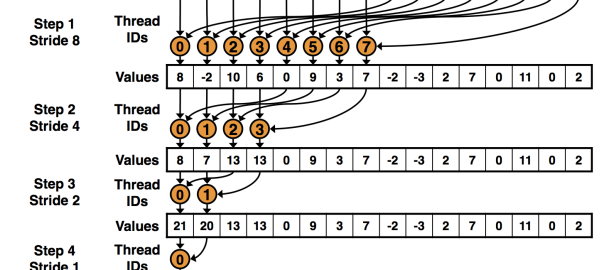 Step 1 Thread
Stride 8 IDs 0 1 2 3 4 5 6 7
Values 8 -2 10 6 0 9 3 7 -2 -3 2 7 0 11 0 2
Step 2 Thread
Stride 4 IDs 0 1 2 3
Values 8 7 13 13 0 9 3 7 -2 -3 2 7 0 11 0 2
Step 3 Thread
Stride 2 IDs 0 1
Values 21 20 13 13 0 9 3 7 -2 -3 2 7 0 11 0 2
Step 4 Thread
Stride 1 IDs 0